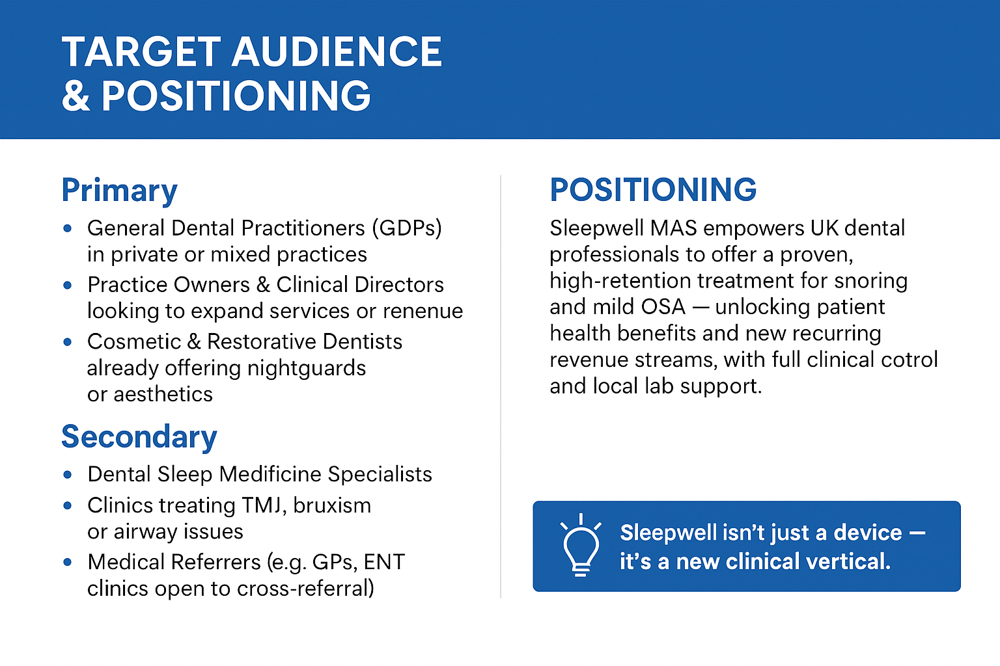 TARGET AUDIENCE
& POSITIONING
Primary
• General Dental Practitioners (GDPs)
in private or mixed practices
• Practice Owners & Clinical Directors
looking to expand services or renenue
• Cosmetic & Restorative Dentists
already offering nightguards
or aesthetics
Secondary
• Dental Sleep Medificine Specialists
• Clinics treating TMJ, bruxism
or airway issues
• Medical Referrers (e.g. GPs, ENT
clinics open to cross-referral)
POSITIONING
Sleepwell MAS empowers UK dental
professionals to offer a proven,
high-retention treatment for snoring
and mild OSA — unlocking patient
health benefits and new recurring
revenue streams, with full clinical cotrol
and local lab support.
Sleepwell isn't just a device —
it's a new clinical vertical.